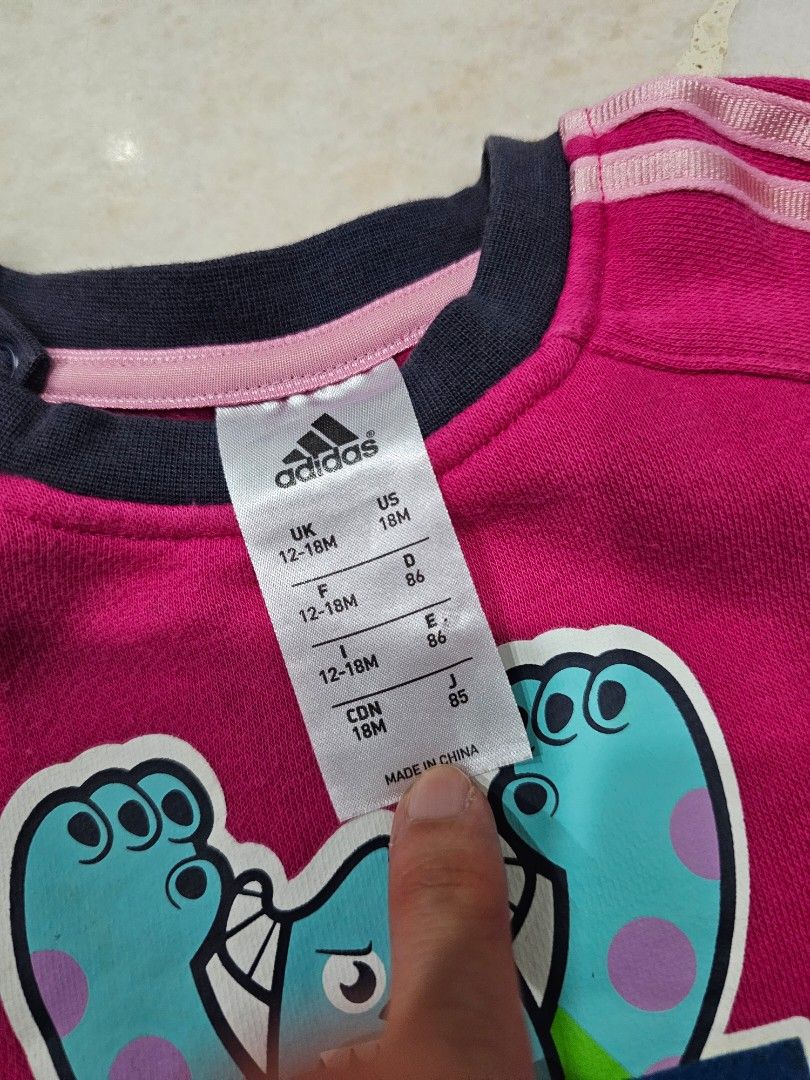 adidas®
UK US
12-18M 18M
F D
12-18M 86
I E
12-18M 86
CDN J
18M 85
MADE IN CHINA